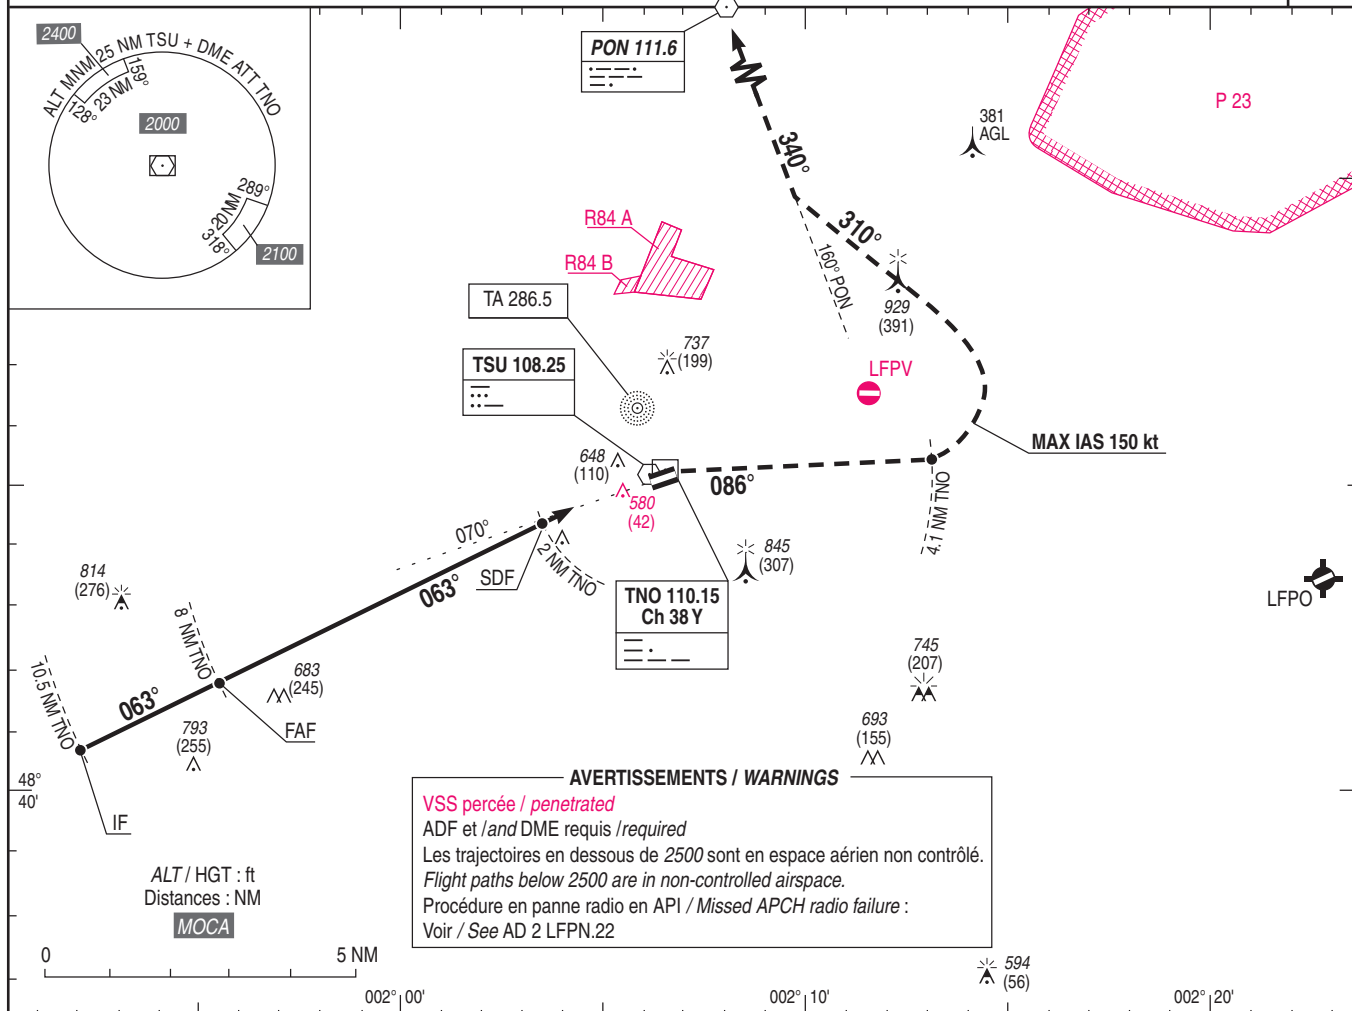 2400
ALT MNM 25 NM TSU + DME ATT TNO
159°
23 NM
128°
2000
289°
20 NM
318°
2100
PON 111.6
381
AGL
P 23
340°
310°
160° PON
R84 A
R84 B
TA 286.5
929
(391)
737
(199)
TSU 108.25
LFPV
MAX IAS 150 kt
648
(110)
580
(42)
086°
4.1 NM TNO
070°
2 NM TNO
SDF
063°
845
(307)
814
(276)
TNO 110.15
Ch 38 Y
LFPO
8 NM TNO
745
(207)
10.5 NM TNO
063°
683
(245)
FAF
793
(255)
693
(155)
48°
40'
IF
AVERTISSEMENTS / WARNINGS
VSS percée / penetrated
ADF et /and DME requis /required
Les trajectoires en dessous de 2500 sont en espace aérien non contrôlé.
Flight paths below 2500 are in non-controlled airspace.
Procédure en panne radio en API / Missed APCH radio failure :
Voir / See AD 2 LFPN.22
ALT / HGT : ft
Distances : NM
MOCA
0 5 NM
594
(56)
002° 00' 002° 10' 002° 20'